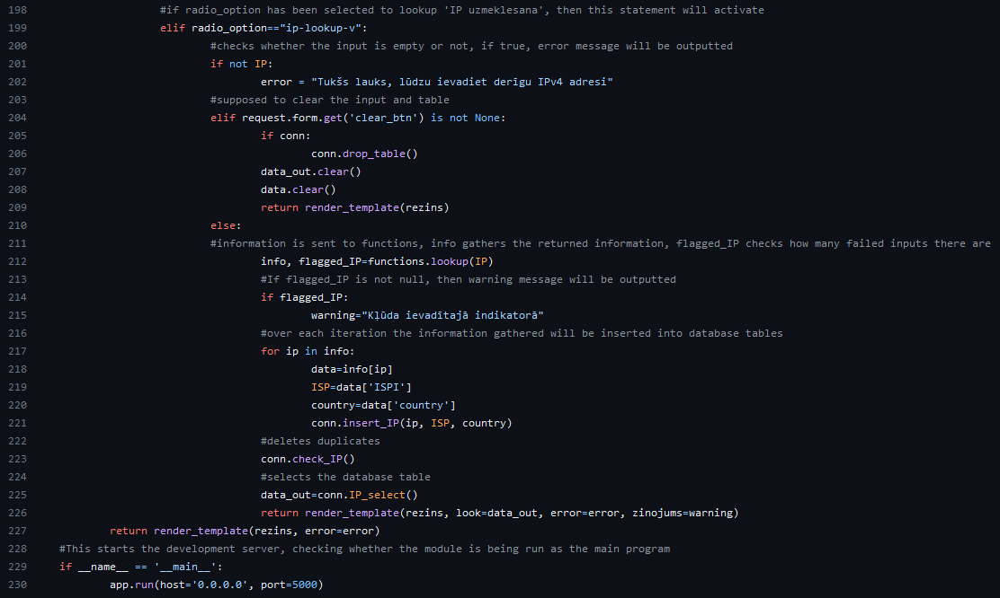 198 #if radio_option has been selected to lookup 'IP uzmeklesana', then this statement will activate
199 elif radio_option=="ip-lookup-v":
200 #checks whether the input is empty or not, if true, error message will be outputted
201 if not IP:
202 error = "Tukšs lauks, lūdzu ievadiet derīgu IPv4 adresi"
203 #supposed to clear the input and table
204 elif request.form.get('clear_btn') is not None:
205 if conn:
206 conn.drop_table()
207 data_out.clear()
208 data.clear()
209 return render_template(rezins)
210 else:
211 #information is sent to functions, info gathers the returned information, flagged_IP checks how many failed inputs there are
212 info, flagged_IP=functions.lookup(IP)
213 #If flagged_IP is not null, then warning message will be outputted
214 if flagged_IP:
215 warning="Kļūda ievadītajā indikatorā"
216 #over each iteration the information gathered will be inserted into database tables
217 for ip in info:
218 data=info[ip]
219 ISP=data['ISPI']
220 country=data['country']
221 conn.insert_IP(ip, ISP, country)
222 #deletes duplicates
223 conn.check_IP()
224 #selects the database table
225 data_out=conn.IP_select()
226 return render_template(rezins, look=data_out, error=error, zinojums=warning)
227 return render_template(rezins, error=error)
228 #This starts the development server, checking whether the module is being run as the main program
229 if __name__ == '__main__':
230 app.run(host='0.0.0.0', port=5000)